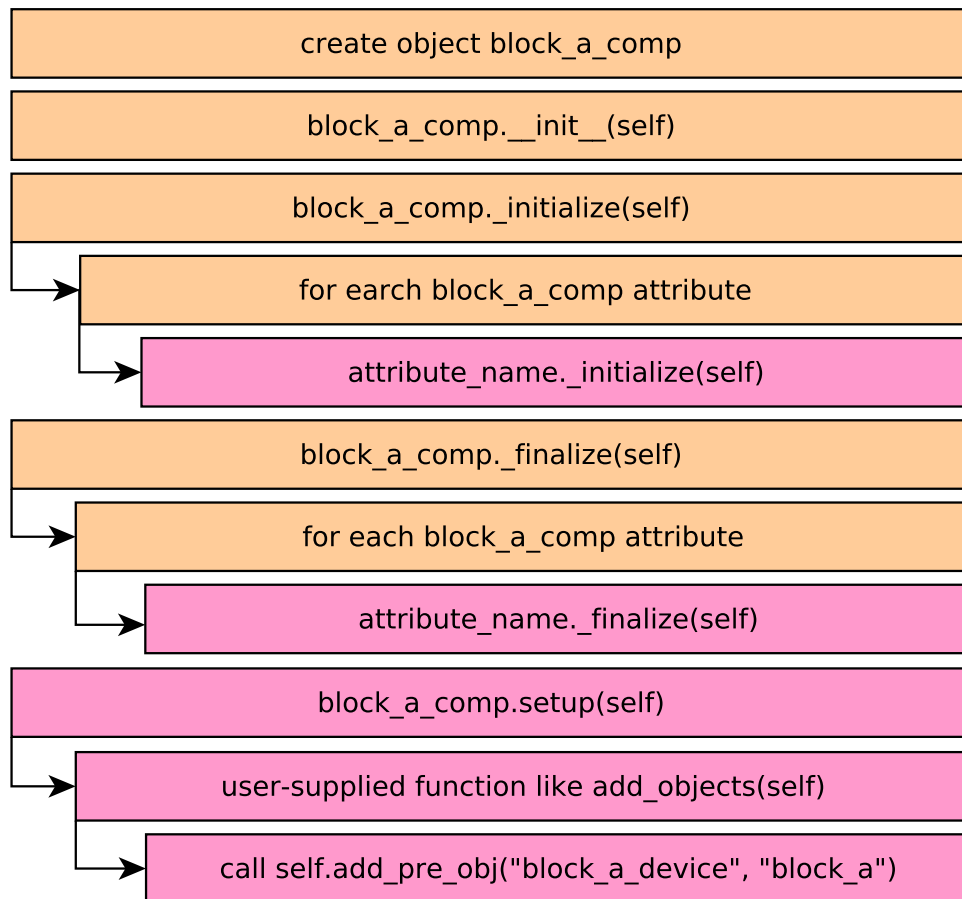 create object block_a_comp
block_a_comp.__init__(self)
block_a_comp._initialize(self)
for earch block_a_comp attribute
attribute_name._initialize(self)
block_a_comp._finalize(self)
for each block_a_comp attribute
attribute_name._finalize(self)
block_a_comp.setup(self)
user-supplied function like add_objects(self)
call self.add_pre_obj("block_a_device", "block_a")